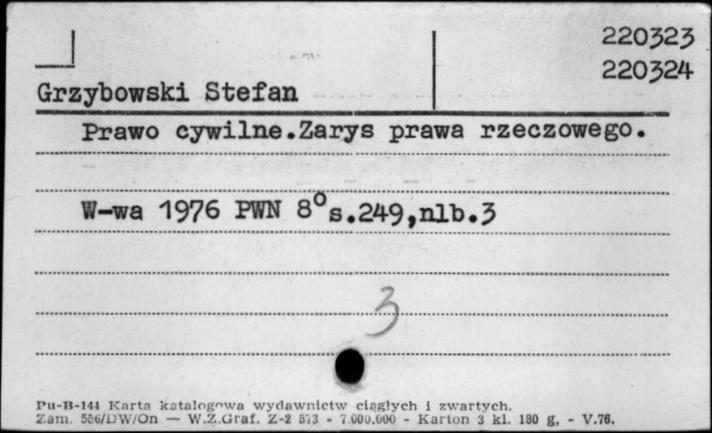 220323
220324
Grzybowski Stefan
Prawo cywilne.Zarys prawa rzeczowego.
W-wa 1976 PWN 8°s.249,nlb.3
3
Pu-B-144 Karta katalogowa wydawnictw ciągłych i zwartych.
Zam. 556/DW/On — W.Z.Graf. Z-2 573 - 7.000.000 - Karton 3 kl. 180 g. - V.76.